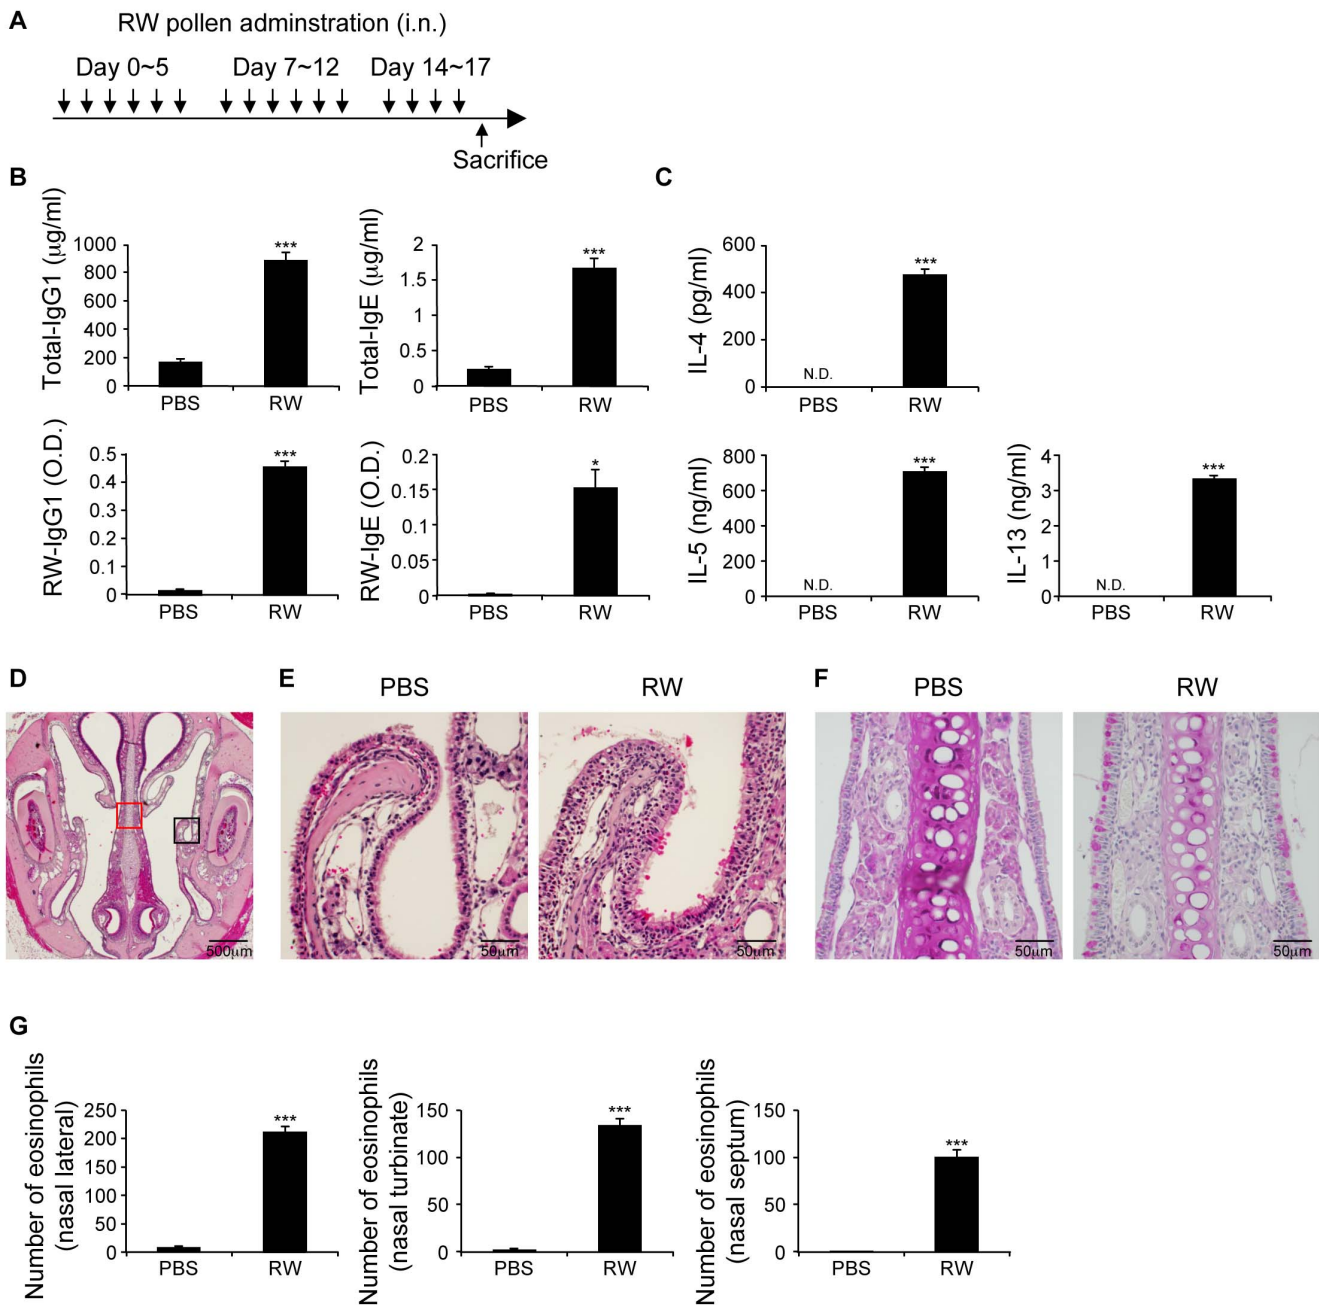 A
RW pollen adminstration (i.n.)
Day 0~5 Day 7~12 Day 14~17
Sacrifice
B
Total-IgG1 (μg/ml)
1000
800
600
400
200
0
***
PBS RW
Total-IgE (μg/ml)
2
1.5
1
0.5
0
***
PBS RW
RW-IgG1 (O.D.)
0.5
0.4
0.3
0.2
0.1
0
***
PBS RW
RW-IgE (O.D.)
0.2
0.15
0.1
0.05
0
*
PBS RW
C
IL-4 (pg/ml)
600
400
200
0
N.D.
***
PBS RW
IL-5 (ng/ml)
800
600
400
200
0
N.D.
***
PBS RW
IL-13 (ng/ml)
4
3
2
1
0
N.D.
***
PBS RW
D
500μm
E
PBS RW
50μm 50μm
F
PBS RW
50μm 50μm
G
Number of eosinophils
(nasal lateral)
250
200
150
100
50
0
***
PBS RW
Number of eosinophils
(nasal turbinate)
150
100
50
0
***
PBS RW
Number of eosinophils
(nasal septum)
150
100
50
0
***
PBS RW